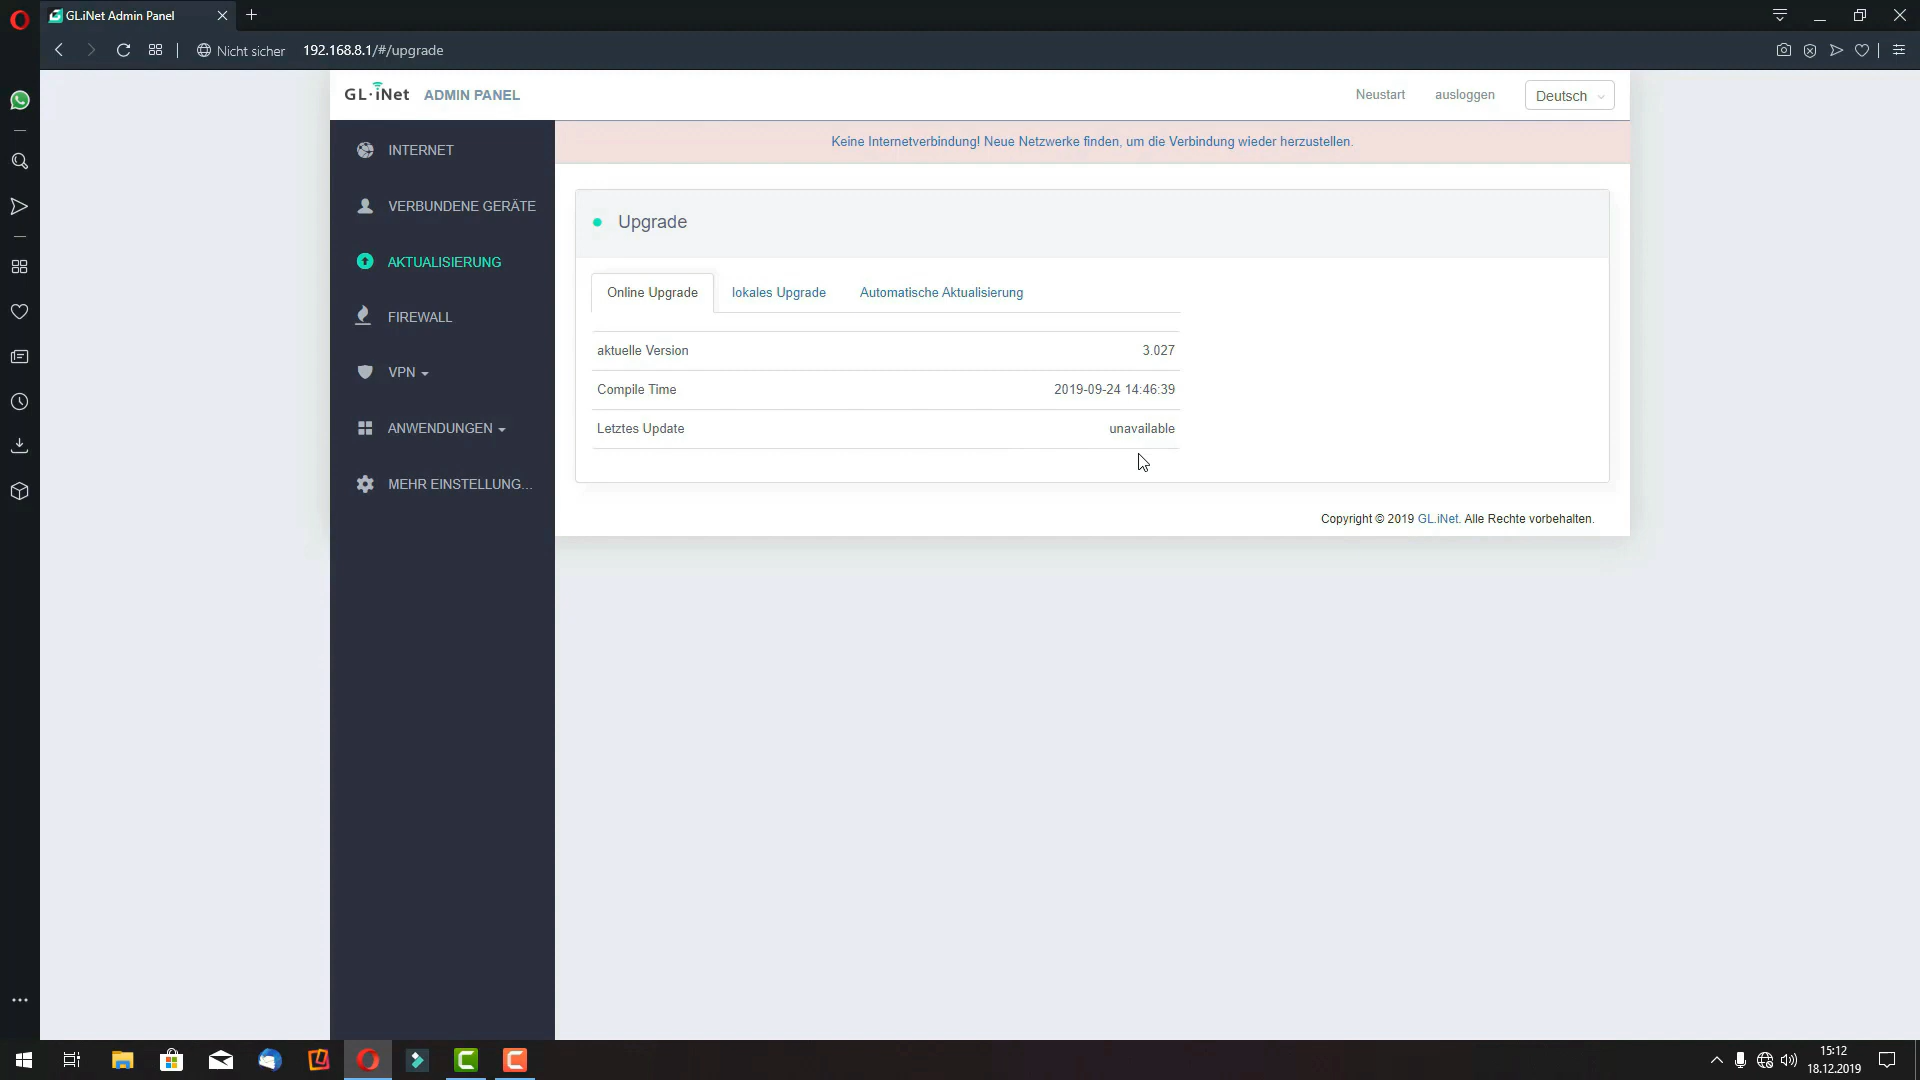 GL.iNet Admin Panel
Nicht sicher 192.168.8.1/#/upgrade
GL·iNet ADMIN PANEL
Neustart ausloggen Deutsch
INTERNET
VERBUNDENE GERÄTE
AKTUALISIERUNG
FIREWALL
VPN
ANWENDUNGEN
MEHR EINSTELLUNG...
Keine Internetverbindung! Neue Netzwerke finden, um die Verbindung wieder herzustellen.
Upgrade
Online Upgrade lokales Upgrade Automatische Aktualisierung
aktuelle Version 3.027
Compile Time 2019-09-24 14:46:39
Letztes Update unavailable
Copyright © 2019 GL.iNet. Alle Rechte vorbehalten.
15:12
18.12.2019